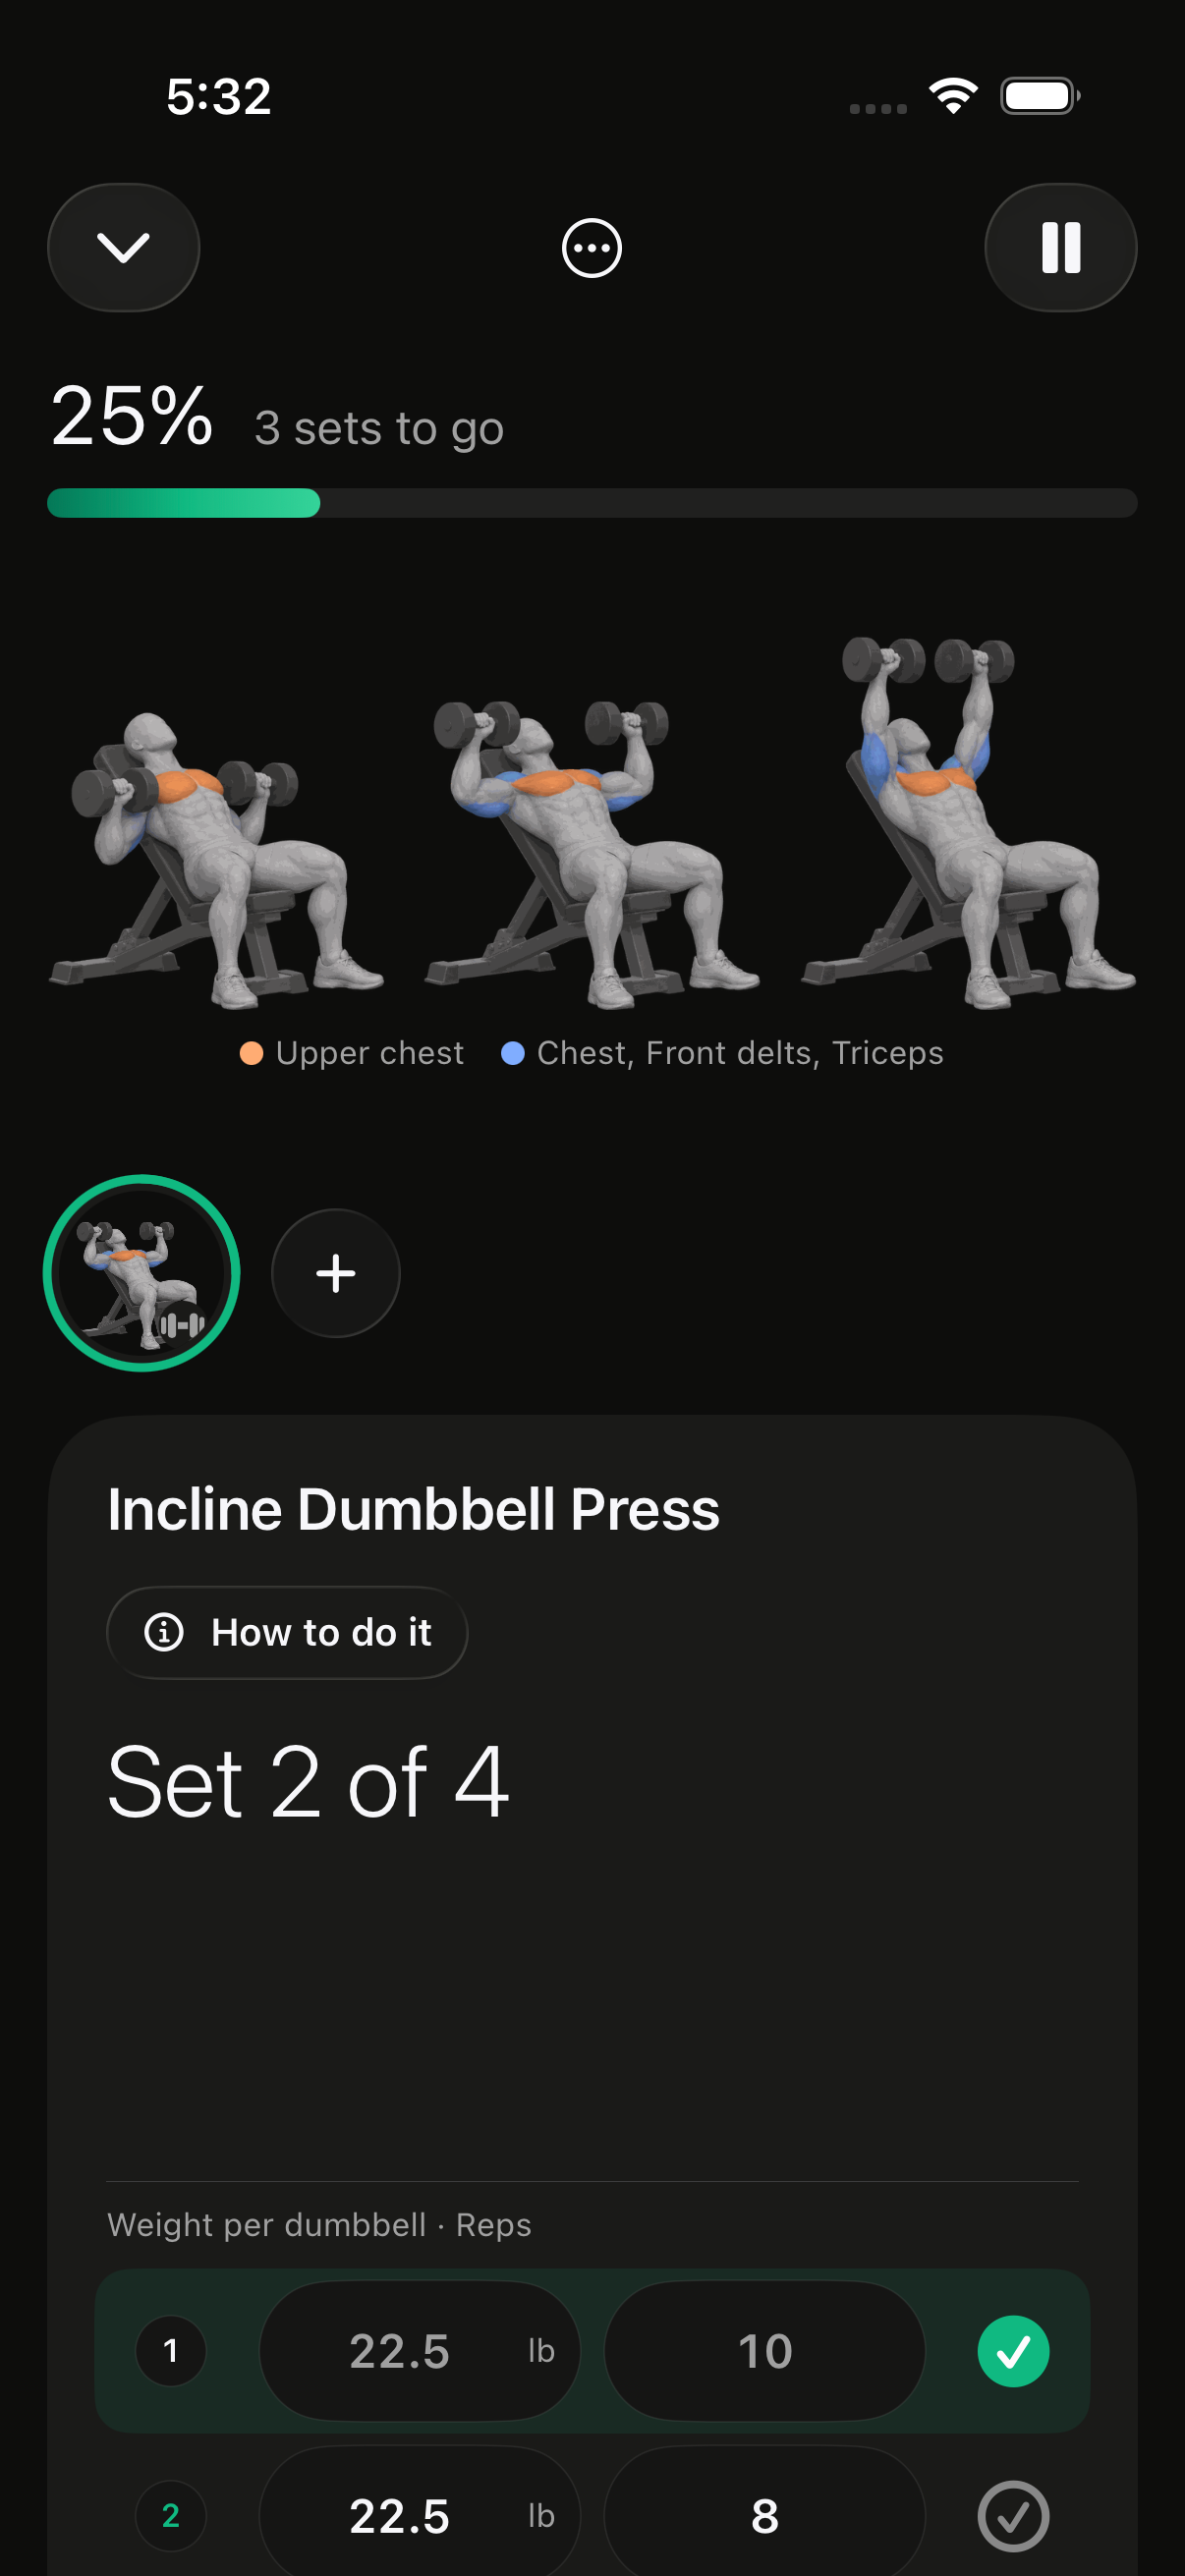 5:32
25% 3 sets to go
Upper chest Chest, Front delts, Triceps
Incline Dumbbell Press
How to do it
Set 2 of 4
Weight per dumbbell · Reps
1 22.5 lb 10
2 22.5 lb 8